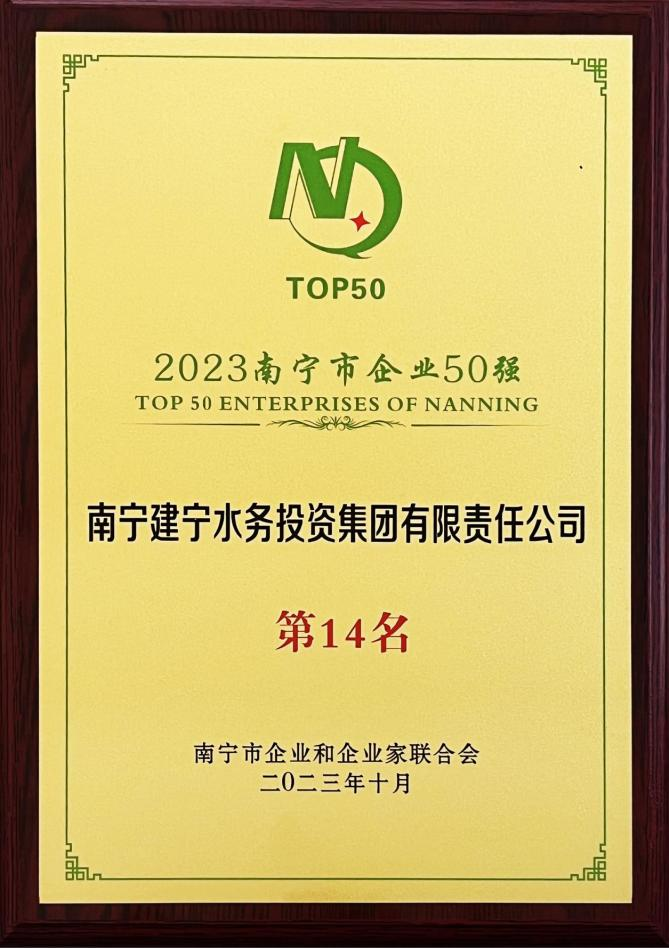 TOP50
2023南宁市企业50强
TOP 50 ENTERPRISES OF NANNING
南宁建宁水务投资集团有限责任公司
第14名
南宁市企业和企业家联合会
二〇二三年十月